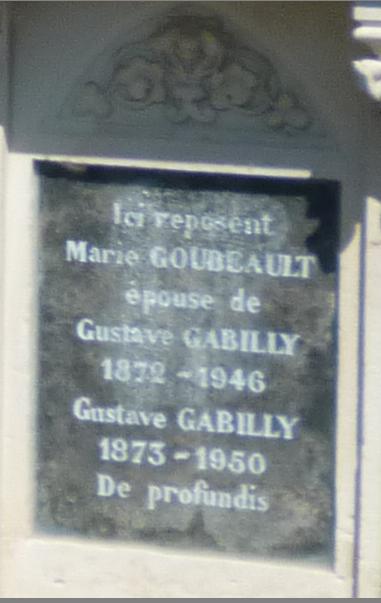 Ici reposent
Marie GOUBEAULT
épouse de
Gustave GABILLY
1872 - 1946
Gustave GABILLY
1873 - 1950
De profundis